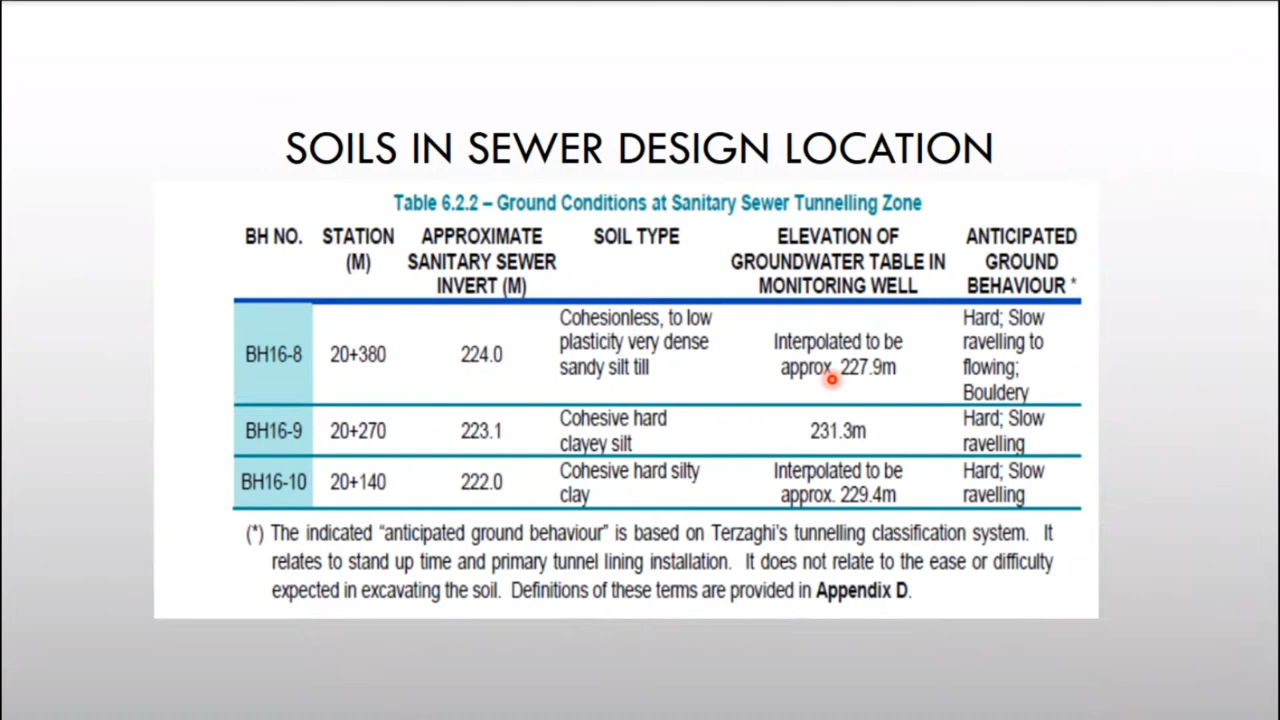 SOILS IN SEWER DESIGN LOCATION
Table 6.2.2 – Ground Conditions at Sanitary Sewer Tunnelling Zone
BH NO. STATION (M) APPROXIMATE SANITARY SEWER INVERT (M) SOIL TYPE ELEVATION OF GROUNDWATER TABLE IN MONITORING WELL ANTICIPATED GROUND BEHAVIOUR *
BH16-8 20+380 224.0 Cohesionless, to low plasticity very dense sandy silt till Interpolated to be approx. 227.9m Hard; Slow ravelling to flowing; Bouldery
BH16-9 20+270 223.1 Cohesive hard clayey silt 231.3m Hard; Slow ravelling
BH16-10 20+140 222.0 Cohesive hard silty clay Interpolated to be approx. 229.4m Hard; Slow ravelling
(*) The indicated “anticipated ground behaviour” is based on Terzaghi’s tunnelling classification system. It
relates to stand up time and primary tunnel lining installation. It does not relate to the ease or difficulty
expected in excavating the soil. Definitions of these terms are provided in Appendix D.